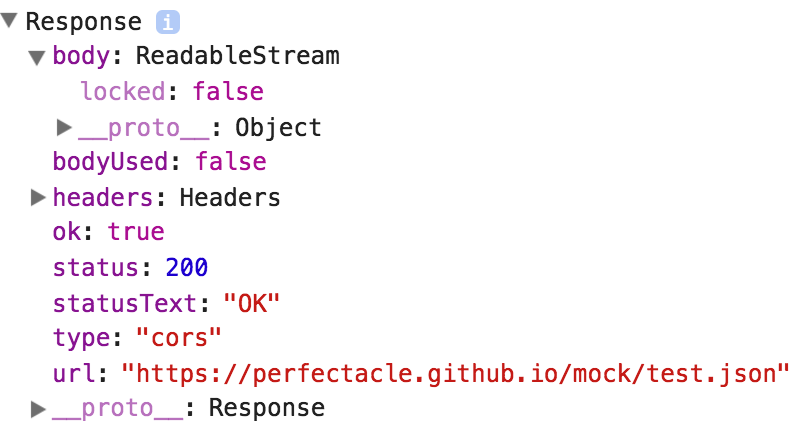 ▼ Response i
▼ body: ReadableStream
locked: false
▶ __proto__: Object
bodyUsed: false
▶ headers: Headers
ok: true
status: 200
statusText: "OK"
type: "cors"
url: "https://perfectacle.github.io/mock/test.json"
▶ __proto__: Response